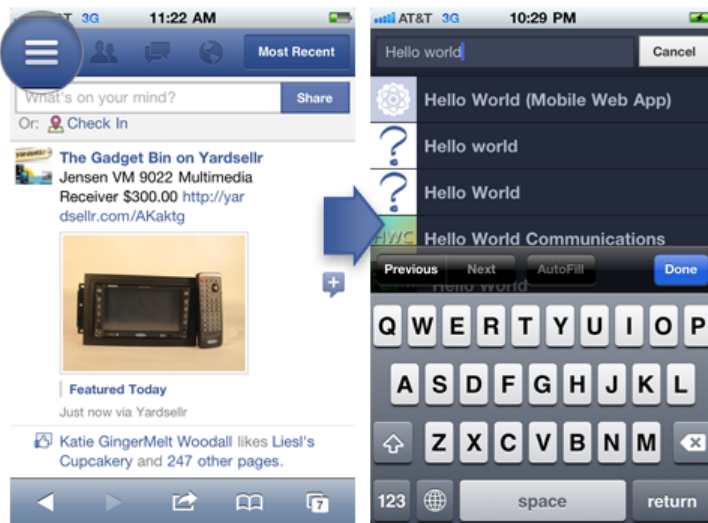 AT&T 3G 11:22 AM
Most Recent
What's on your mind?
Share
Or: Check In
The Gadget Bin on Yardsellr
Jensen VM 9022 Multimedia
Receiver $300.00 http://yar
dsellr.com/AKaktg
Featured Today
Just now via Yardsellr
Katie GingerMelt Woodall likes Liesl's
Cupcakery and 247 other pages.
7
AT&T 3G 10:29 PM
Hello world
Cancel
Hello World (Mobile Web App)
Hello world
Hello World
HWC Hello World Communications
Previous Next AutoFill Done
Hello World
Q W E R T Y U I O P
A S D F G H J K L
Z X C V B N M
123 space return